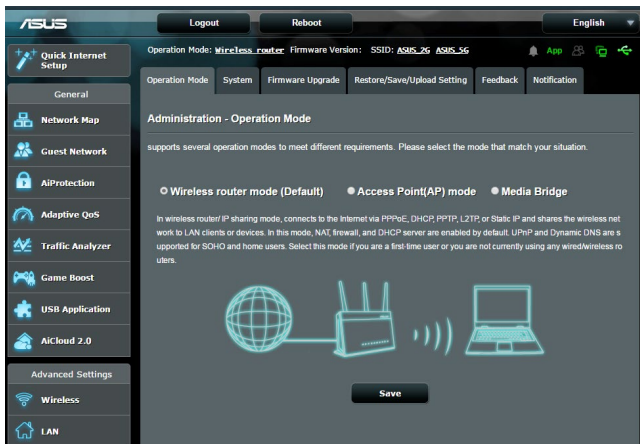 ASUS
Logout
Reboot
English
Quick Internet
Setup
Operation Mode: Wireless router Firmware Version: SSID: ASUS_2G ASUS_5G
App
Operation Mode
System
Firmware Upgrade
Restore/Save/Upload Setting
Feedback
Notification
General
Network Map
Guest Network
AiProtection
Adaptive QoS
Traffic Analyzer
Game Boost
USB Application
AiCloud 2.0
Advanced Settings
Wireless
LAN
Administration - Operation Mode
supports several operation modes to meet different requirements. Please select the mode that match your situation.
Wireless router mode (Default)
Access Point(AP) mode
Media Bridge
In wireless router/ IP sharing mode, connects to the Internet via PPPoE, DHCP, PPTP, L2TP, or Static IP and shares the wireless net
work to LAN clients or devices. In this mode, NAT, firewall, and DHCP server are enabled by default. UPnP and Dynamic DNS are s
upported for SOHO and home users. Select this mode if you are a first-time user or you are not currently using any wired/wireless ro
uters.
Save